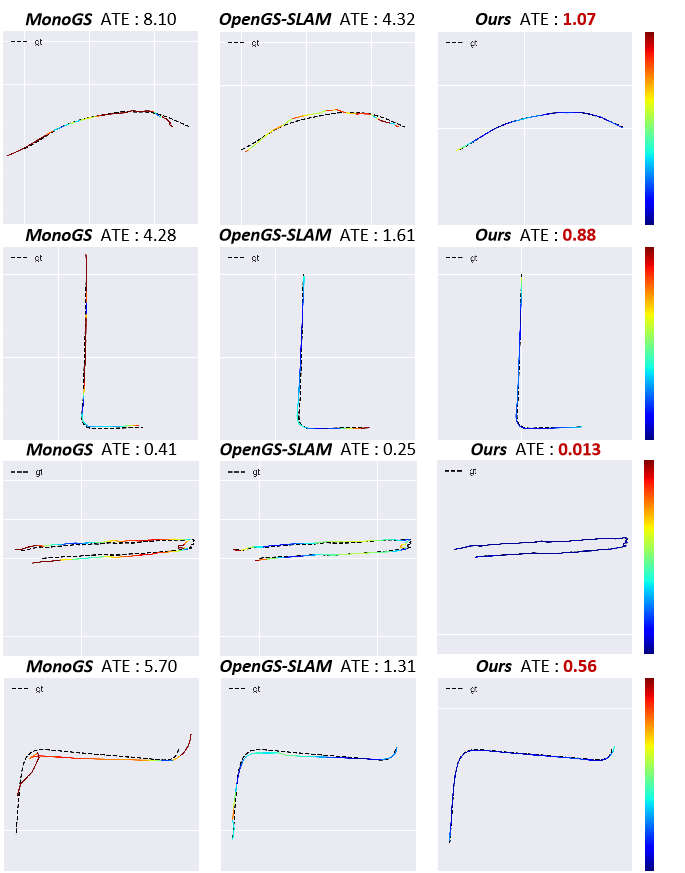 MonoGS ATE : 8.10 OpenGS-SLAM ATE : 4.32 Ours ATE : 1.07
gt gt gt
MonoGS ATE : 4.28 OpenGS-SLAM ATE : 1.61 Ours ATE : 0.88
gt gt gt
MonoGS ATE : 0.41 OpenGS-SLAM ATE : 0.25 Ours ATE : 0.013
gt gt gt
MonoGS ATE : 5.70 OpenGS-SLAM ATE : 1.31 Ours ATE : 0.56
gt gt gt